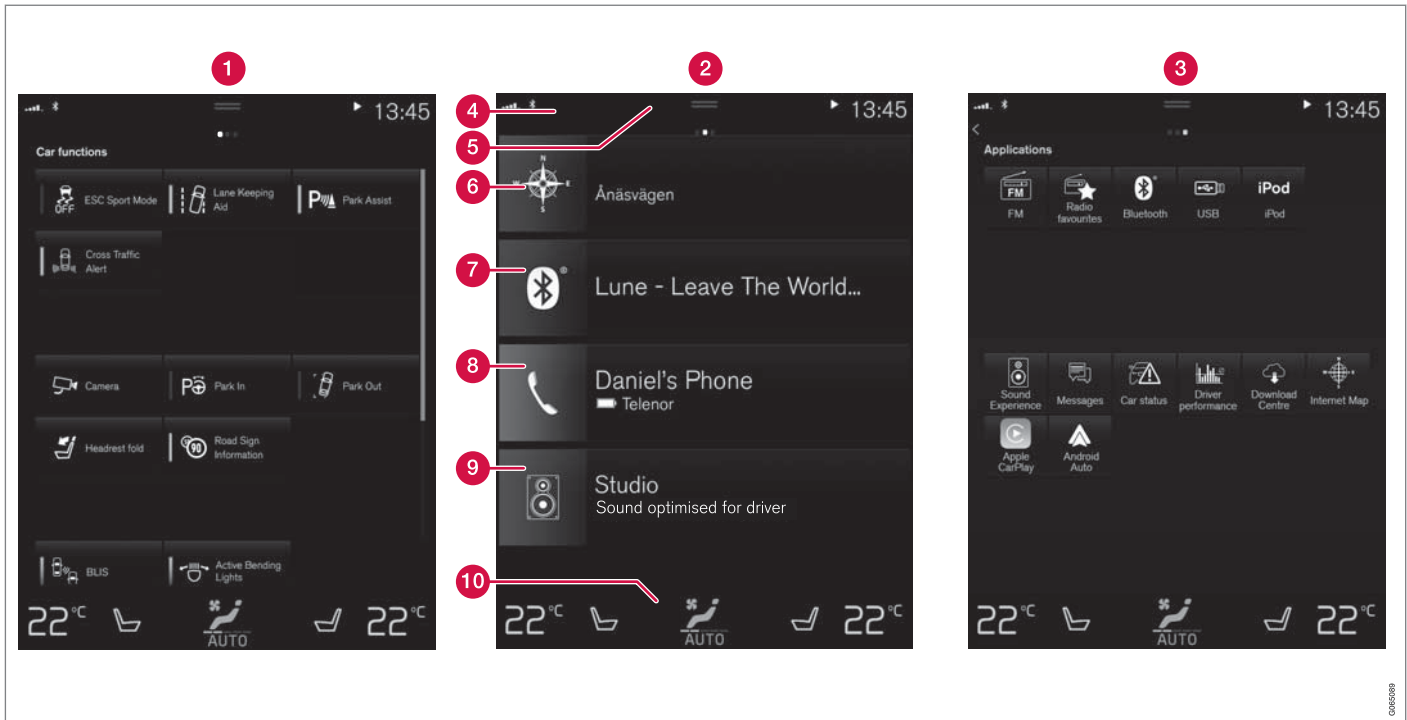 1
2
3
13:45
Car functions
ESC Sport Mode
OFF
Lane Keeping
Aid
P
Park Assist
Cross Traffic
Alert
Camera
P
Park In
Park Out
Headrest fold
90
Road Sign
Information
BLIS
Active Bending
Lights
22°C
AUTO
22°C
4
5
6
7
8
9
10
13:45
N
W
E
S
Ånäsvägen
®
Lune - Leave The World...
Daniel's Phone
Telenor
Studio
Sound optimised for driver
22°C
AUTO
22°C
13:45
<
Applications
FM
FM
Radio
favourites
Bluetooth
USB
iPod
iPod
Sound
Experience
Messages
Car status
Driver
performance
Download
Centre
Internet Map
Apple
CarPlay
Android
Auto
22°C
AUTO
22°C
G065089